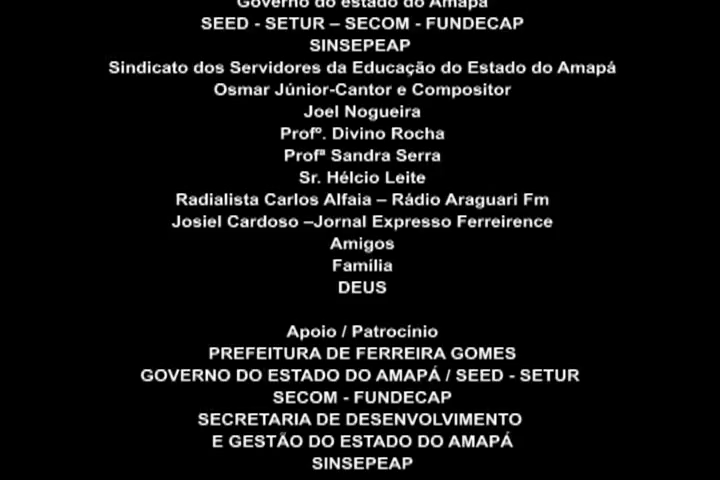 Governo do estado do Amapá
SEED - SETUR – SECOM - FUNDECAP
SINSEPEAP
Sindicato dos Servidores da Educação do Estado do Amapá
Osmar Júnior-Cantor e Compositor
Joel Nogueira
Profº. Divino Rocha
Profª Sandra Serra
Sr. Hélcio Leite
Radialista Carlos Alfaia – Rádio Araguari Fm
Josiel Cardoso –Jornal Expresso Ferreirence
Amigos
Família
DEUS
Apoio / Patrocínio
PREFEITURA DE FERREIRA GOMES
GOVERNO DO ESTADO DO AMAPÁ / SEED - SETUR
SECOM - FUNDECAP
SECRETARIA DE DESENVOLVIMENTO
E GESTÃO DO ESTADO DO AMAPÁ
SINSEPEAP